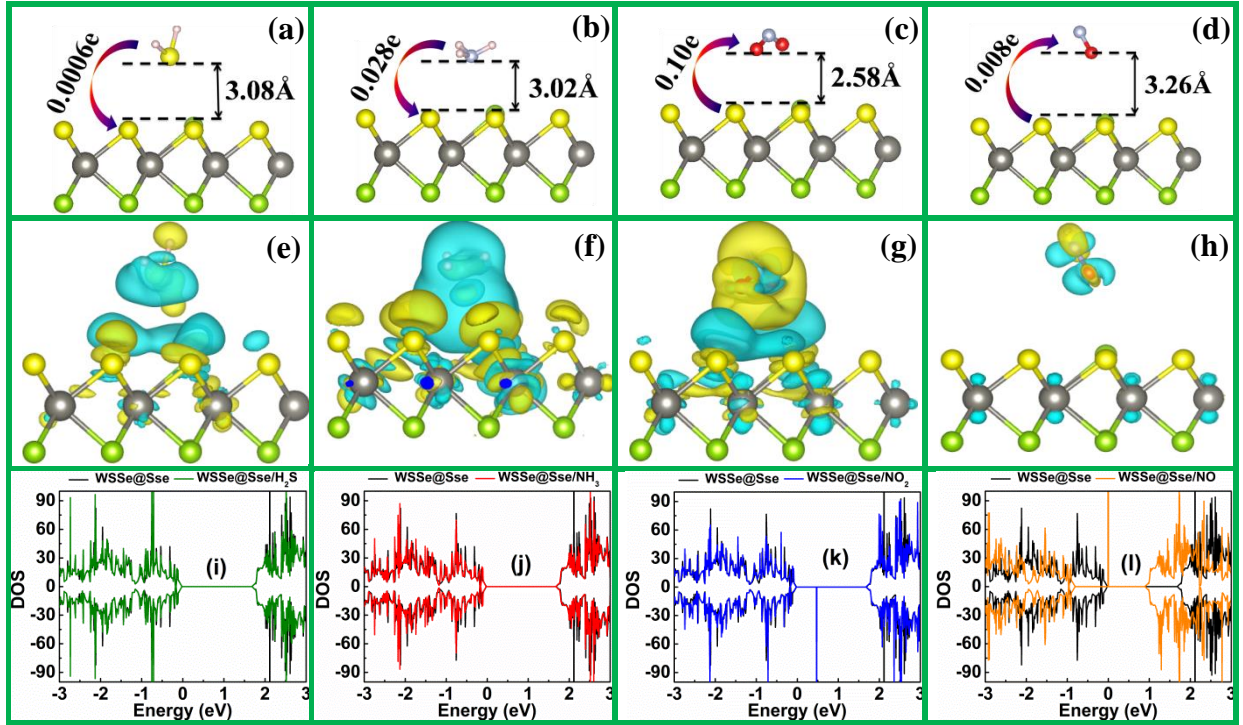 (a)
0.0006e
3.08Å
(b)
0.028e
3.02Å
(c)
0.10e
2.58Å
(d)
0.008e
3.26Å
(e)
(f)
(g)
(h)
WSSe@Sse WSSe@Sse/H₂S
90
60
30
0
-30
-60
-90
DOS
(i)
-3 -2 -1 0 1 2 3
Energy (eV)
WSSe@Sse WSSe@Sse/NH₃
90
60
30
0
-30
-60
-90
DOS
(j)
-3 -2 -1 0 1 2 3
Energy (eV)
WSSe@Sse WSSe@Sse/NO₂
90
60
30
0
-30
-60
-90
DOS
(k)
-3 -2 -1 0 1 2 3
Energy (eV)
WSSe@Sse WSSe@Sse/NO
90
60
30
0
-30
-60
-90
DOS
(l)
-3 -2 -1 0 1 2 3
Energy (eV)